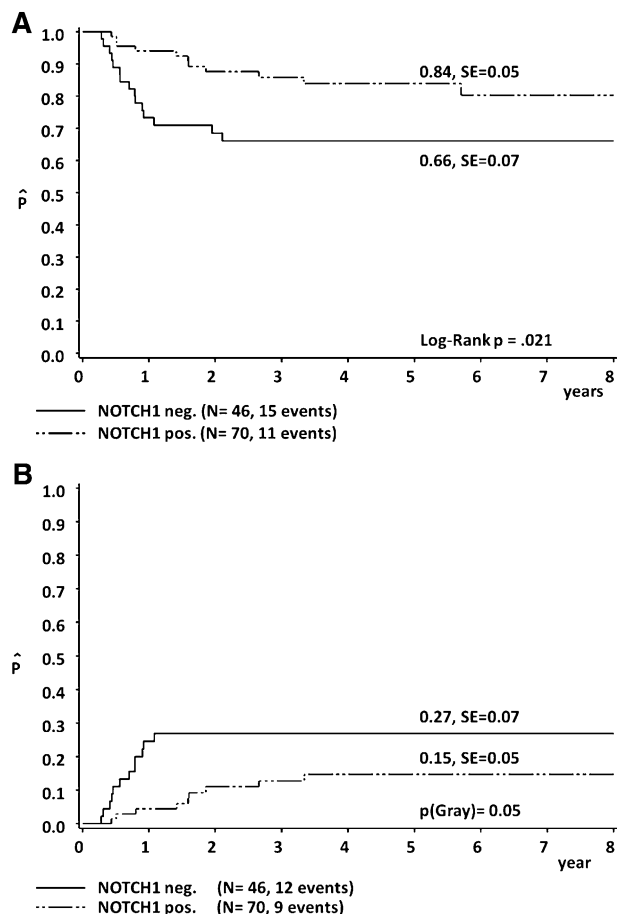 A
1.0
0.9
0.8
0.7
0.6
0.5
0.4
0.3
0.2
0.1
0.0
P̂
0.84, SE=0.05
0.66, SE=0.07
Log-Rank p = .021
0 1 2 3 4 5 6 7 8
years
NOTCH1 neg. (N= 46, 15 events)
NOTCH1 pos. (N= 70, 11 events)
B
1.0
0.9
0.8
0.7
0.6
0.5
0.4
0.3
0.2
0.1
0.0
P̂
0.27, SE=0.07
0.15, SE=0.05
p(Gray)= 0.05
0 1 2 3 4 5 6 7 8
year
NOTCH1 neg. (N= 46, 12 events)
NOTCH1 pos. (N= 70, 9 events)